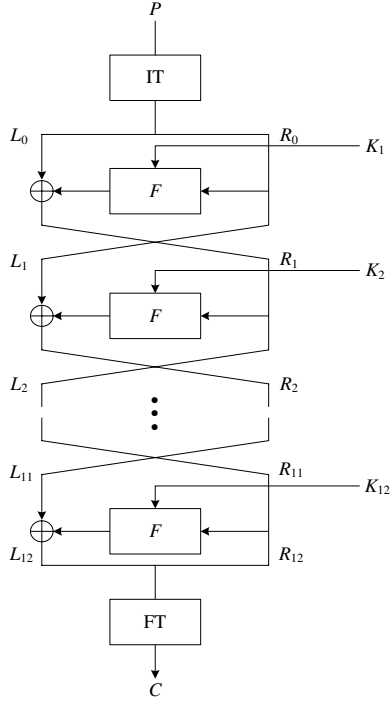 P
IT
L₀ R₀
K₁
F
L₁ R₁
K₂
F
L₂ R₂
L₁₁ R₁₁
K₁₂
F
L₁₂ R₁₂
FT
C